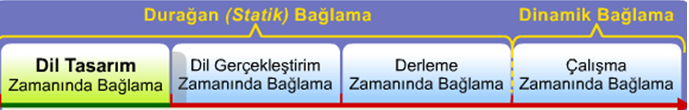 Durağan (Statik) Bağlama
Dinamik Bağlama
Dil Tasarım
Zamanında Bağlama
Dil Gerçekleştirim
Zamanında Bağlama
Derleme
Zamanında Bağlama
Çalışma
Zamanında Bağlama